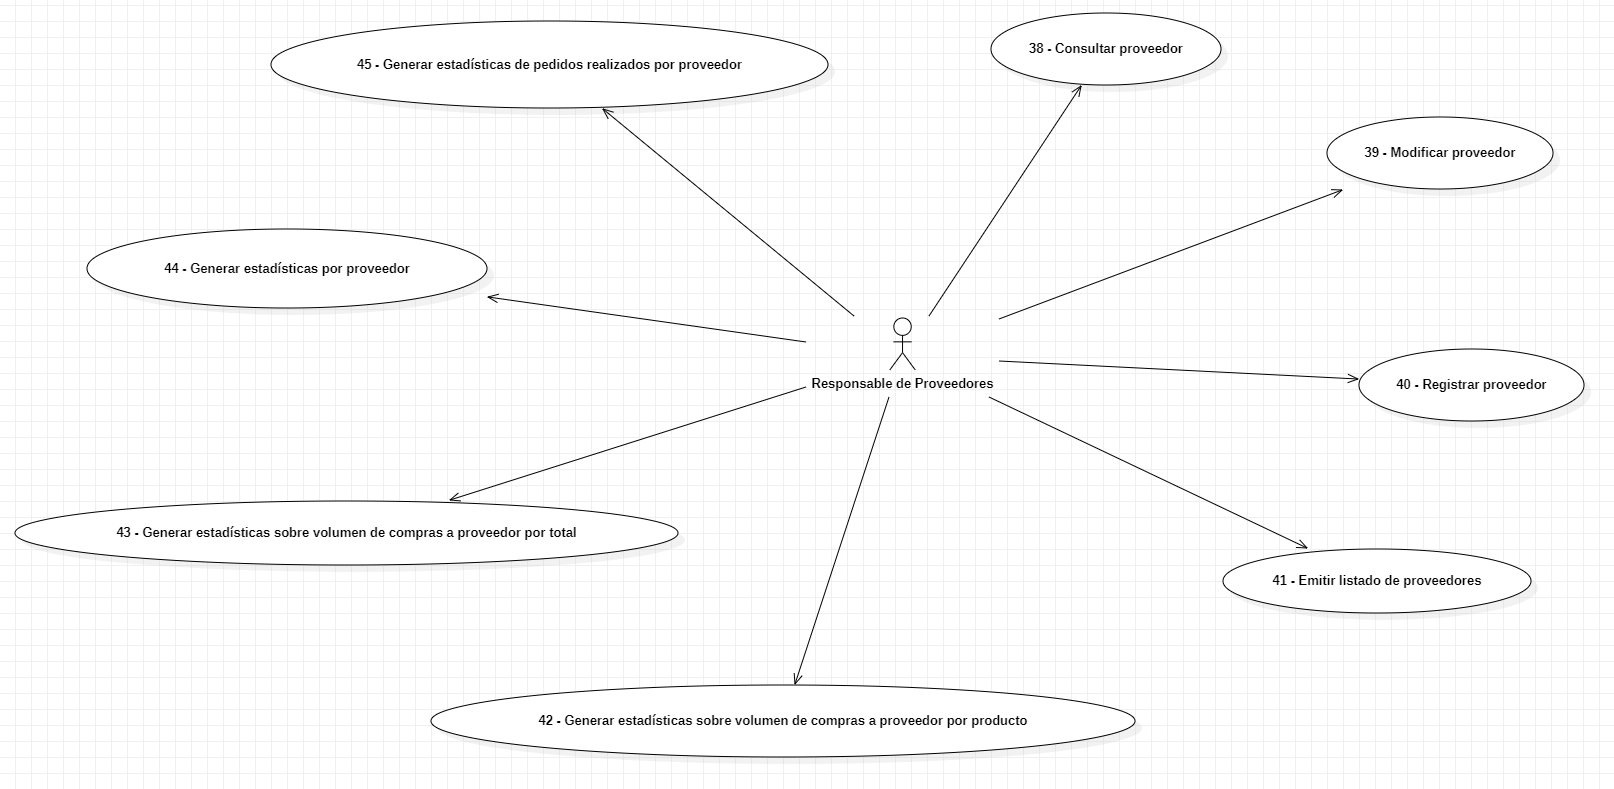 38 - Consultar proveedor
45 - Generar estadísticas de pedidos realizados por proveedor
39 - Modificar proveedor
44 - Generar estadísticas por proveedor
Responsable de Proveedores
40 - Registrar proveedor
43 - Generar estadísticas sobre volumen de compras a proveedor por total
41 - Emitir listado de proveedores
42 - Generar estadísticas sobre volumen de compras a proveedor por producto